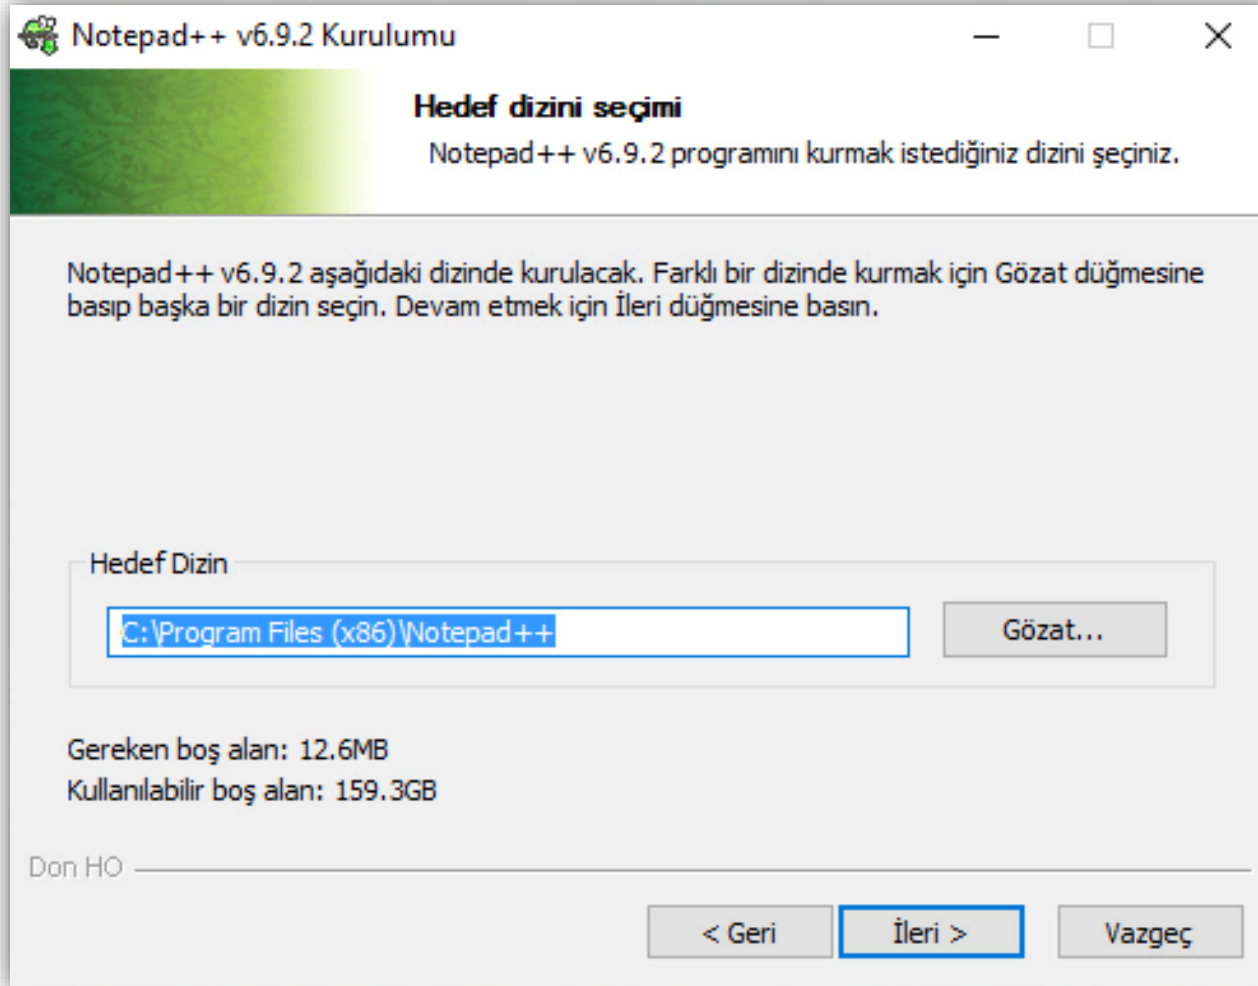 Notepad++ v6.9.2 Kurulumu
Hedef dizini seçimi
Notepad++ v6.9.2 programını kurmak istediğiniz dizini şeçiniz.
Notepad++ v6.9.2 aşağıdaki dizinde kurulacak. Farklı bir dizinde kurmak için Gözat düğmesine
basıp başka bir dizin seçin. Devam etmek için İleri düğmesine basın.
Hedef Dizin
C:\Program Files (x86)\Notepad++
Gözat...
Gereken boş alan: 12.6MB
Kullanılabilir boş alan: 159.3GB
Don HO
< Geri
İleri >
Vazgeç